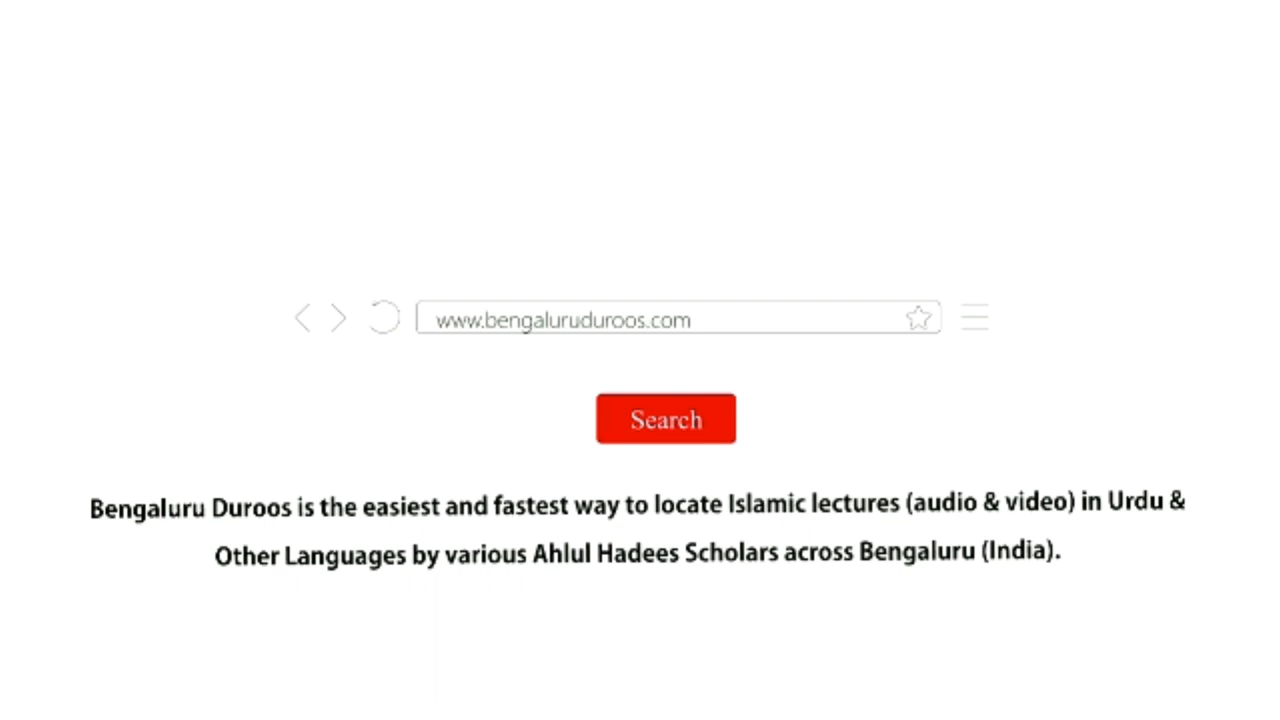 www.bengaluruduroos.com
Search
Bengaluru Duroos is the easiest and fastest way to locate Islamic lectures (audio & video) in Urdu &
Other Languages by various Ahlul Hadees Scholars across Bengaluru (India).